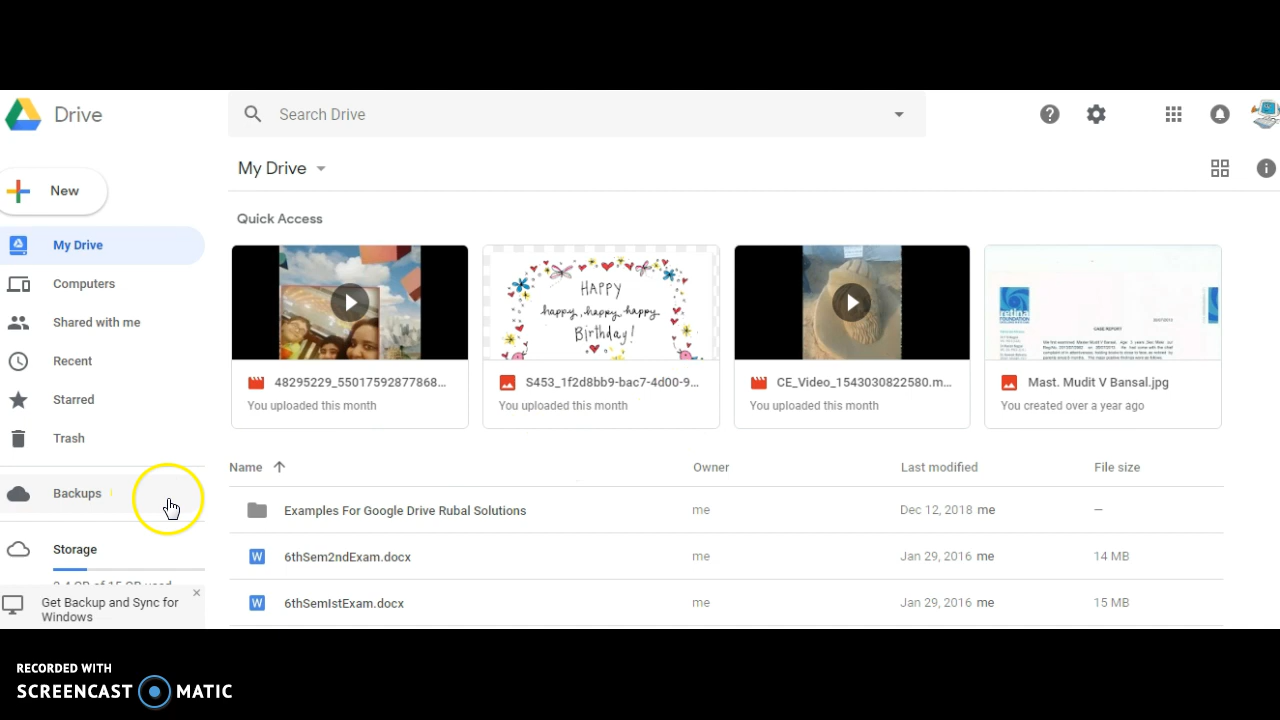 Drive
Search Drive
New
My Drive
My Drive
Computers
Shared with me
Recent
Starred
Trash
Backups
Storage
Get Backup and Sync for
Windows
Quick Access
48295229_55017592877868...
You uploaded this month
HAPPY
happy, happy, happy
Birthday!
S453_1f2d8bb9-bac7-4d00-9...
You uploaded this month
CE_Video_1543030822580.m...
You uploaded this month
retina
FOUNDATION
CASE REPORT
Mast. Mudit V Bansal.jpg
You created over a year ago
Name Owner Last modified File size
Examples For Google Drive Rubal Solutions me Dec 12, 2018 me —
W 6thSem2ndExam.docx me Jan 29, 2016 me 14 MB
W 6thSemIstExam.docx me Jan 29, 2016 me 15 MB
RECORDED WITH
SCREENCAST MATIC